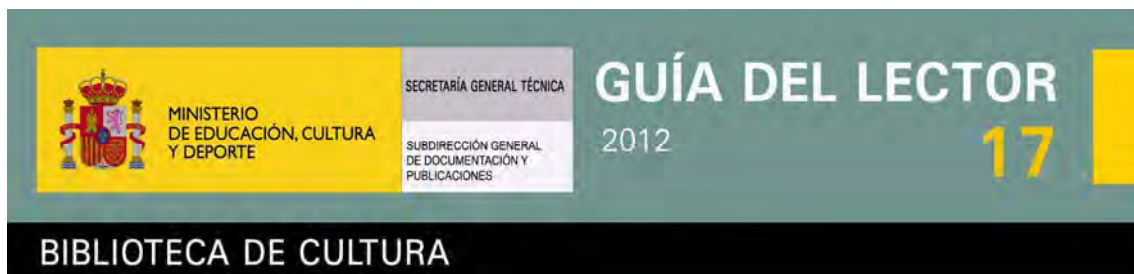 MINISTERIO
DE EDUCACIÓN, CULTURA
Y DEPORTE
SECRETARÍA GENERAL TÉCNICA
SUBDIRECCIÓN GENERAL
DE DOCUMENTACIÓN Y
PUBLICACIONES
GUÍA DEL LECTOR
2012 17
BIBLIOTECA DE CULTURA